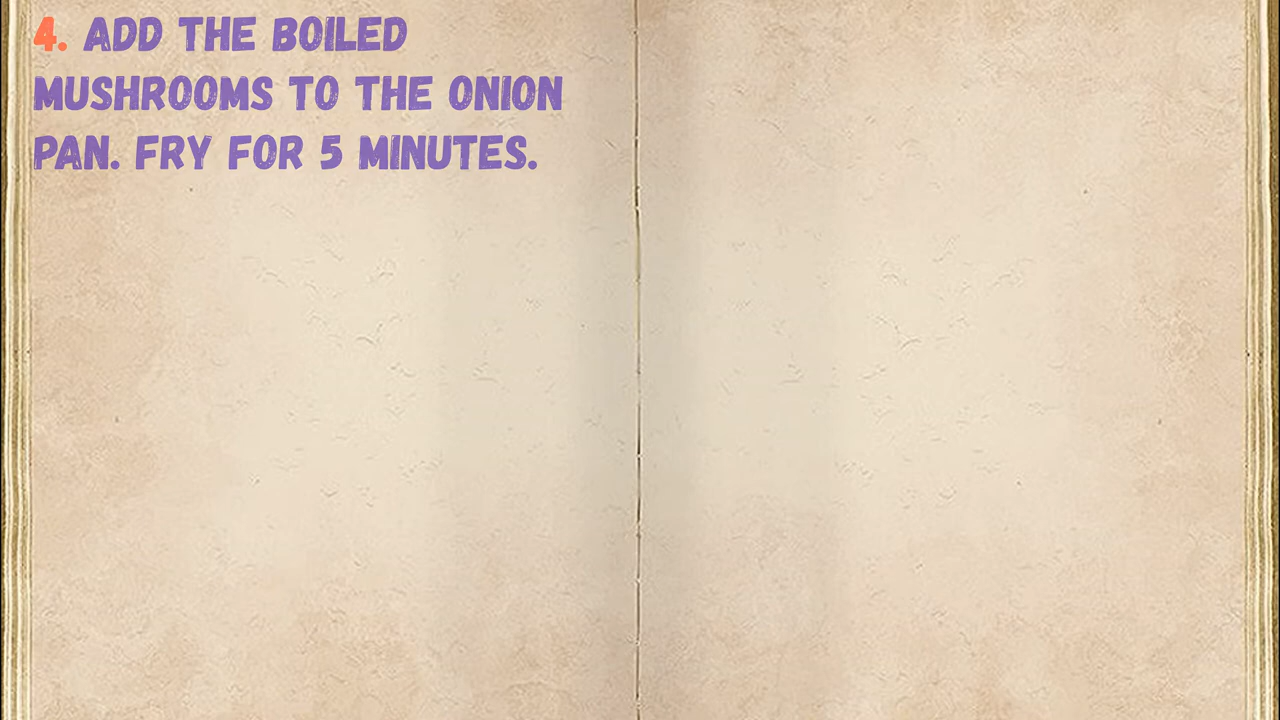 4. ADD THE BOILED
MUSHROOMS TO THE ONION
PAN. FRY FOR 5 MINUTES.